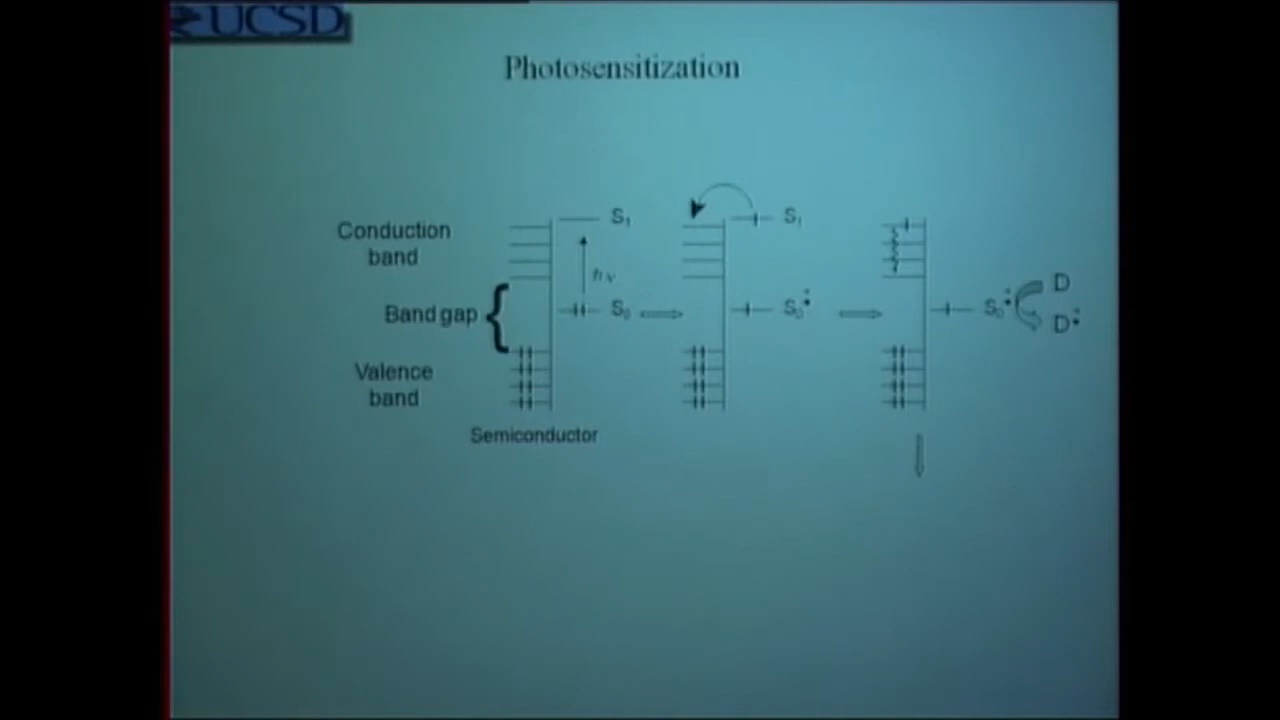 UCSD
Photosensitization
Conduction band
Band gap
Valence band
Semiconductor
S₁
hν
S₀
S₁
S₀⁺•
S₀⁺•
D
D⁺•